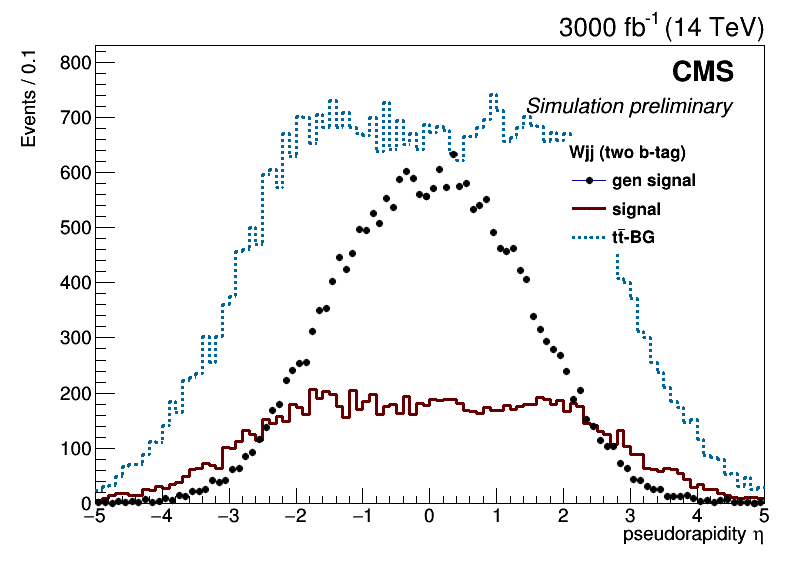 3000 fb⁻¹ (14 TeV)
Events / 0.1
CMS
Simulation preliminary
Wjj (two b-tag)
gen signal
signal
tt̄-BG
800
700
600
500
400
300
200
100
0
−5 −4 −3 −2 −1 0 1 2 3 4 5
pseudorapidity η